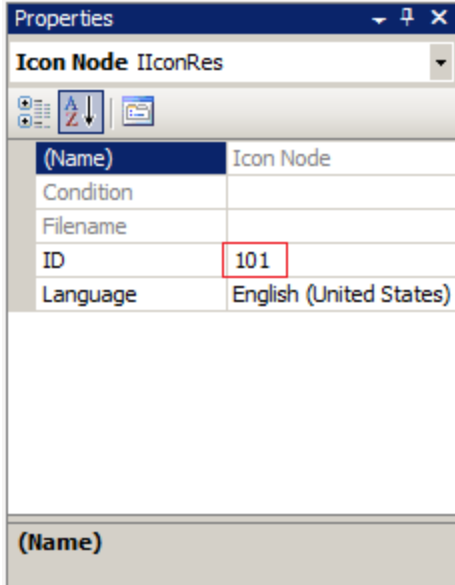 Properties
Icon Node IIconRes
A
Z
(Name) Icon Node
Condition
Filename
ID 101
Language English (United States)
(Name)